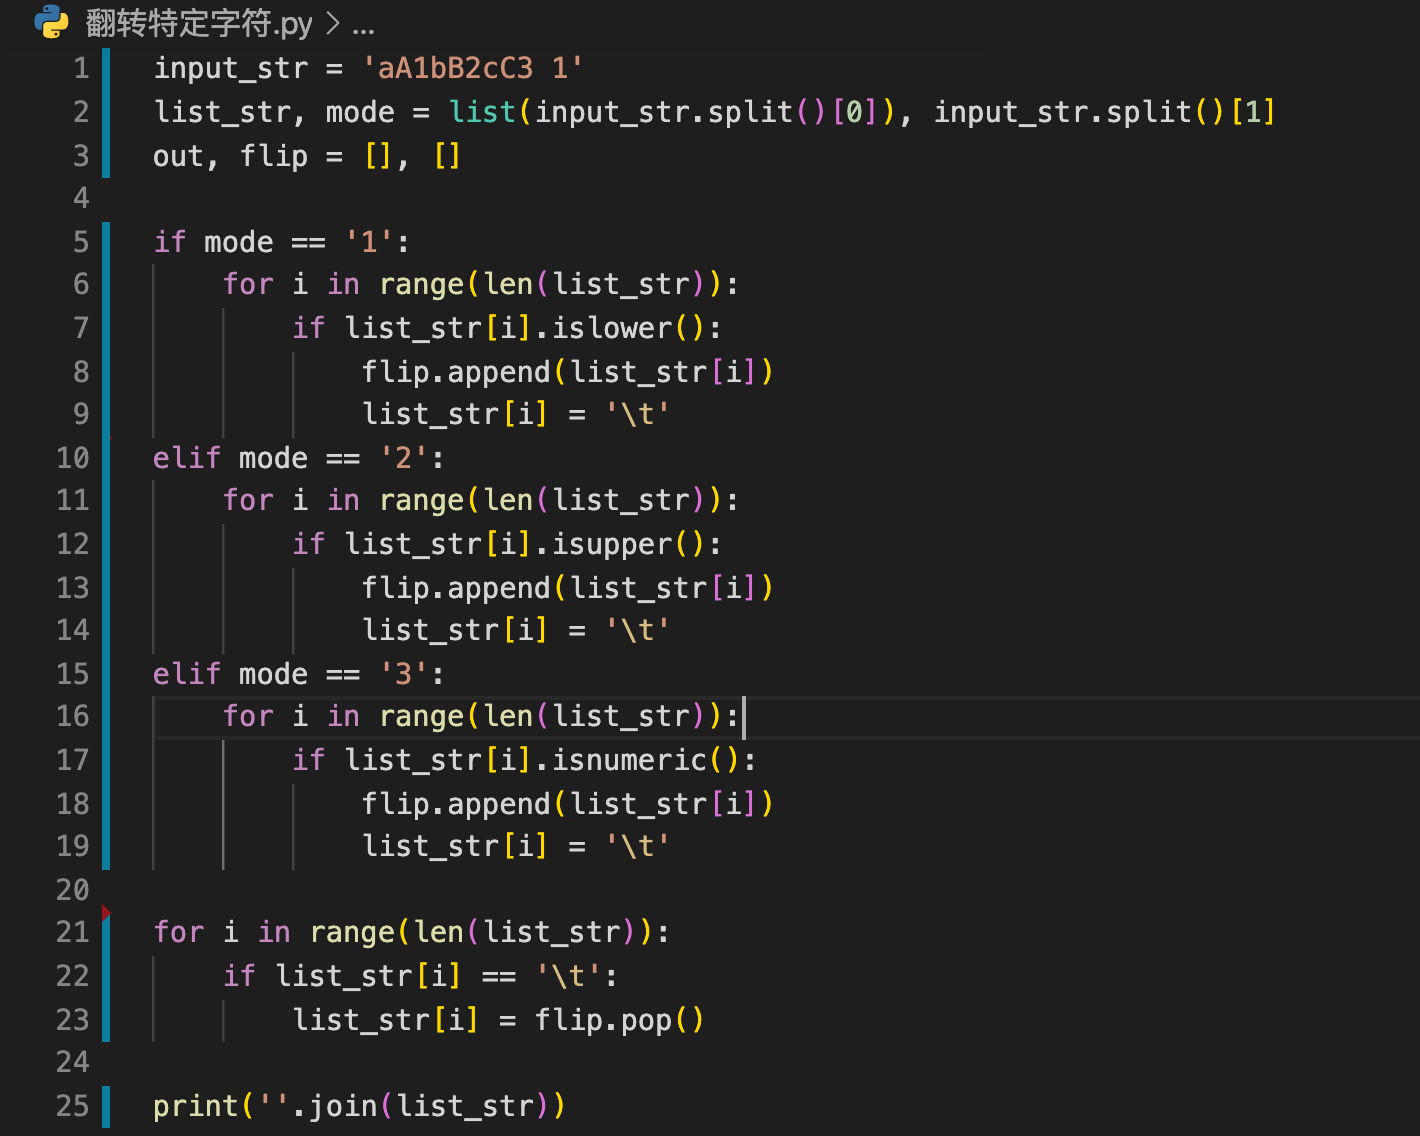 翻转特定字符.py > ...
1 input_str = 'aA1bB2cC3 1'
2 list_str, mode = list(input_str.split()[0]), input_str.split()[1]
3 out, flip = [], []
4
5 if mode == '1':
6     for i in range(len(list_str)):
7         if list_str[i].islower():
8             flip.append(list_str[i])
9             list_str[i] = '\t'
10 elif mode == '2':
11     for i in range(len(list_str)):
12         if list_str[i].isupper():
13             flip.append(list_str[i])
14             list_str[i] = '\t'
15 elif mode == '3':
16     for i in range(len(list_str)):
17         if list_str[i].isnumeric():
18             flip.append(list_str[i])
19             list_str[i] = '\t'
20
21 for i in range(len(list_str)):
22     if list_str[i] == '\t':
23         list_str[i] = flip.pop()
24
25 print(''.join(list_str))